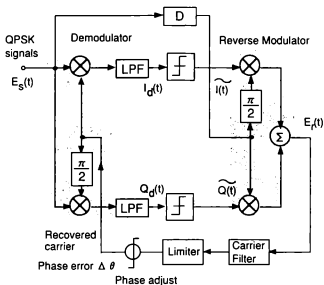 D
QPSK signals
Demodulator
Reverse Modulator
E_s(t)
LPF
I_d(t)
I(t)
π/2
E_r(t)
π/2
Σ
Q_d(t)
Q(t)
LPF
Recovered carrier
Phase error Δ θ
Limiter
Carrier Filter
Phase adjust